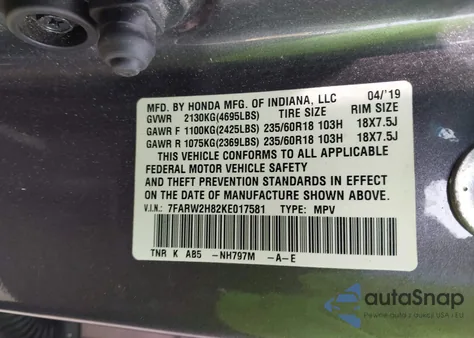 MFD. BY HONDA MFG. OF INDIANA, LLC 04/'19
GVWR 2130KG(4695LBS) TIRE SIZE RIM SIZE
GAWR F 1100KG(2425LBS) 235/60R18 103H 18X7.5J
GAWR R 1075KG(2369LBS) 235/60R18 103H 18X7.5J
THIS VEHICLE CONFORMS TO ALL APPLICABLE
FEDERAL MOTOR VEHICLE SAFETY
AND THEFT PREVENTION STANDARDS IN EFFECT
ON THE DATE OF MANUFACTURE SHOWN ABOVE.
V.I.N.: 7FARW2H82KE017581 TYPE: MPV
TNR K AB5 -NH797M -A-E
autoSnap